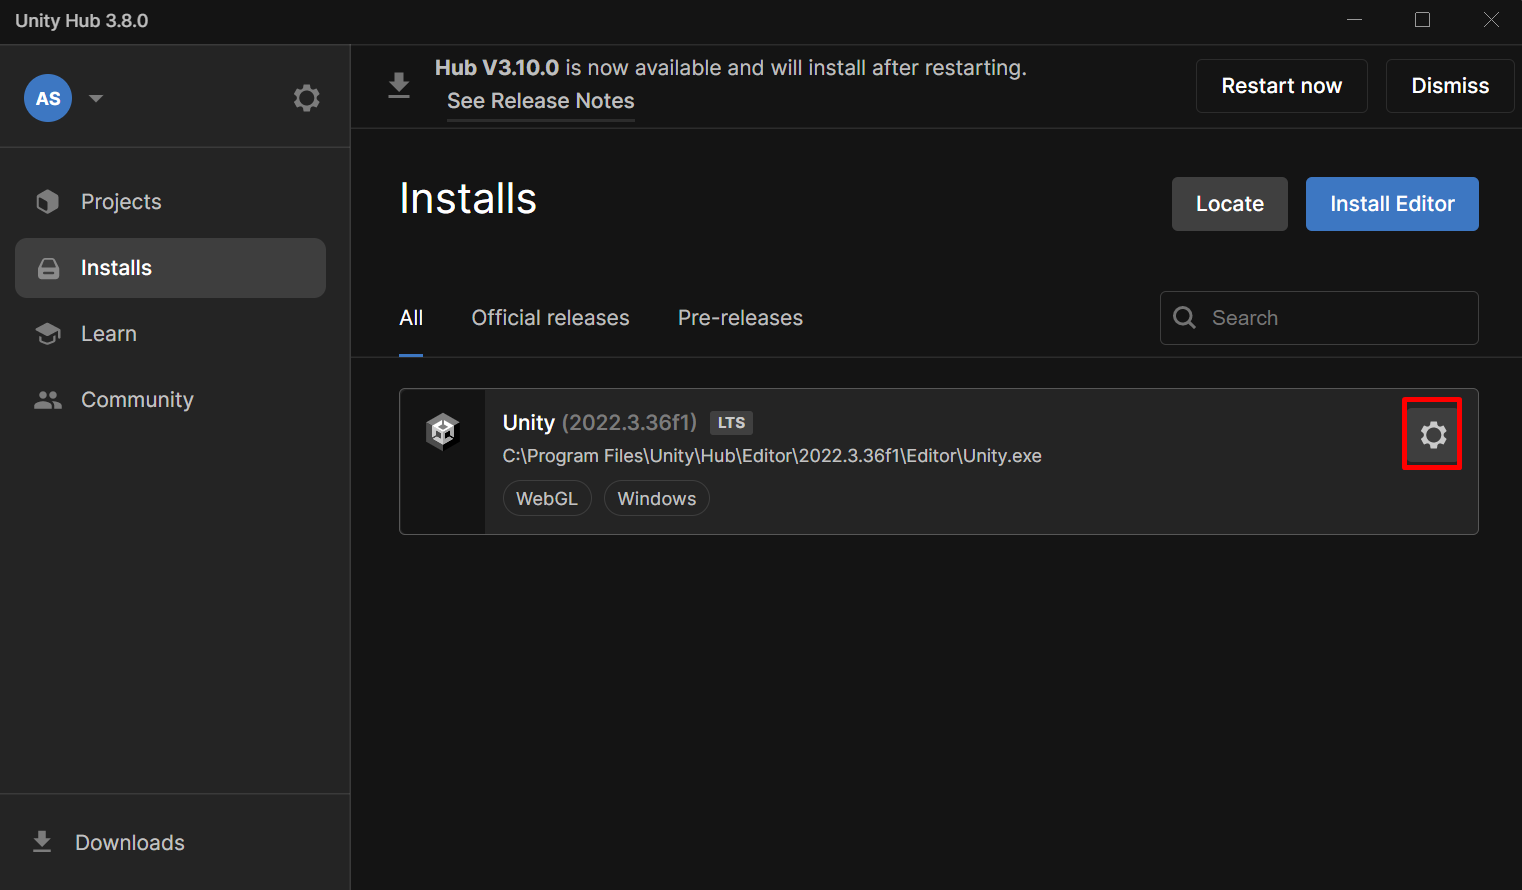 Unity Hub 3.8.0
AS
Hub V3.10.0 is now available and will install after restarting.
See Release Notes
Restart now
Dismiss
Projects
Installs
Learn
Community
Downloads
Installs
Locate
Install Editor
All
Official releases
Pre-releases
Search
Unity (2022.3.36f1) LTS
C:\Program Files\Unity\Hub\Editor\2022.3.36f1\Editor\Unity.exe
WebGL
Windows